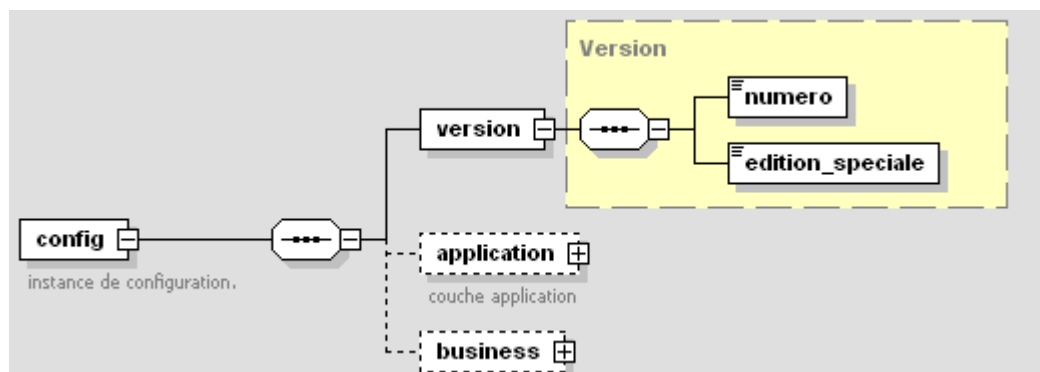 Version
numero
version
edition_speciale
config
instance de configuration.
application
couche application
business